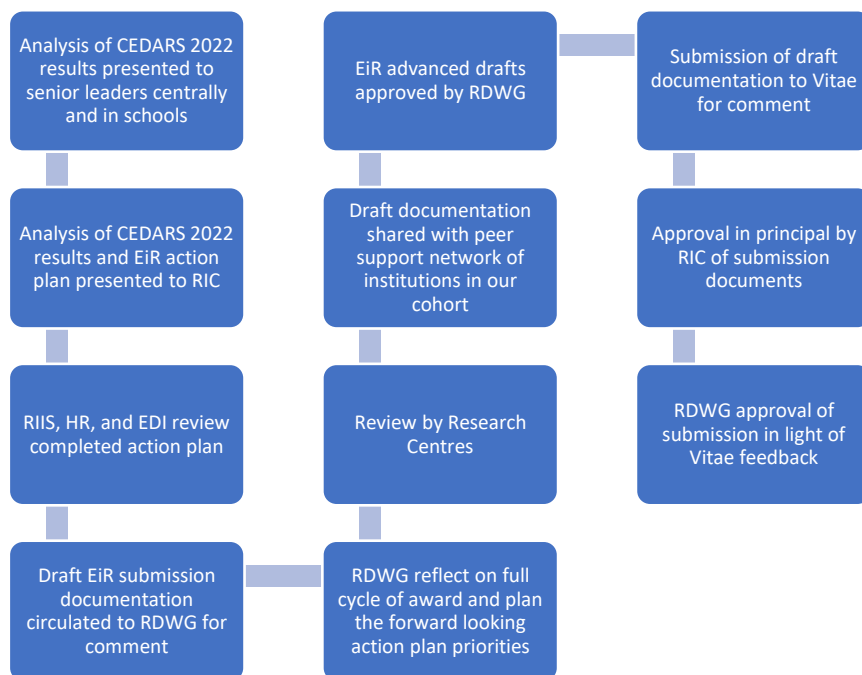 Analysis of CEDARS 2022
results presented to
senior leaders centrally
and in schools
Analysis of CEDARS 2022
results and EiR action
plan presented to RIC
RIIS, HR, and EDI review
completed action plan
Draft EiR submission
documentation
circulated to RDWG for
comment
RDWG reflect on full
cycle of award and plan
the forward looking
action plan priorities
Review by Research
Centres
Draft documentation
shared with peer
support network of
institutions in our
cohort
EiR advanced drafts
approved by RDWG
Submission of draft
documentation to Vitae
for comment
Approval in principal by
RIC of submission
documents
RDWG approval of
submission in light of
Vitae feedback